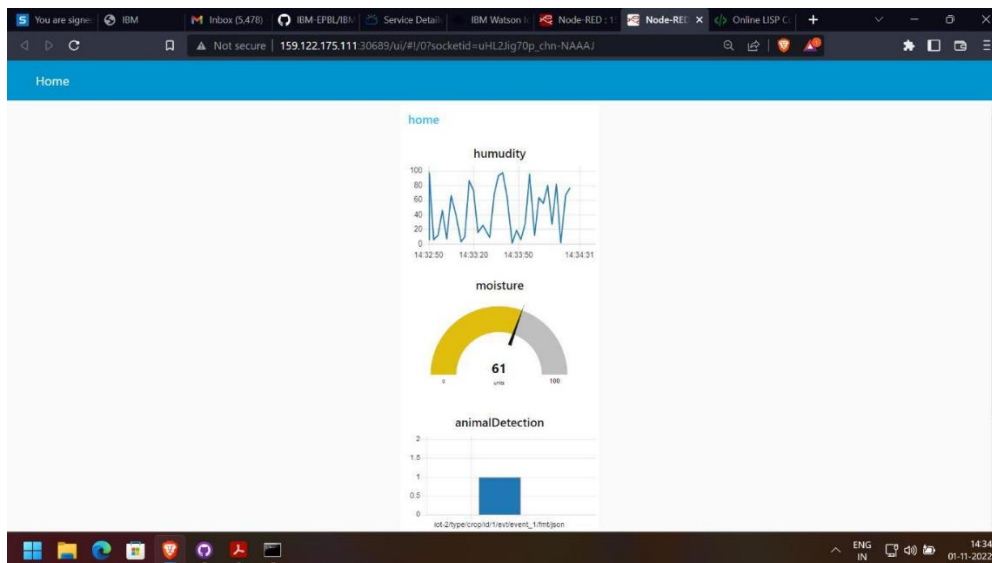 You are signe
IBM
Inbox (5,478)
IBM-EPBL/IBM
Service Detail
IBM Watson Io
Node-RED : 1
Node-RED
Online LISP Co
Not secure
159.122.175.111:30689/ui/#!/0?socketid=uHL2Jig70p_chn-NAAAJ
Home
home
humudity
100
80
60
40
20
0
14:32:50 14:33:20 14:33:50 14:34:31
moisture
61
units
0 100
animalDetection
2
1.5
1
0.5
0
iot-2/type/crop/id/1/evt/event_1/fmt/json
ENG
IN
14:34
01-11-2022